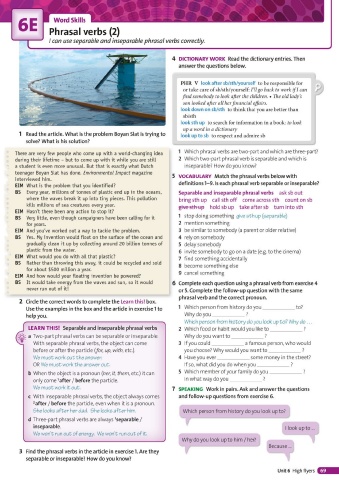 6E
Word Skills
Phrasal verbs (2)
I can use separable and inseparable phrasal verbs correctly.
1 Read the article. What is the problem Boyan Slat is trying to
solve? What is his solution?
There are very few people who come up with a world-changing idea
during their lifetime – but to come up with it while you are still
a student is even more unusual. But that is exactly what Dutch
teenager Boyan Slat has done. Environmental Impact magazine
interviewed him.
EIM What is the problem that you identified?
BS Every year, millions of tonnes of plastic end up in the oceans,
where the waves break it up into tiny pieces. This pollution
kills millions of sea creatures every year.
EIM Hasn't there been any action to stop it?
BS Very little, even though campaigners have been calling for it
for years.
EIM And you've worked out a way to tackle the problem.
BS Yes. My invention would float on the surface of the ocean and
gradually clean it up by collecting around 20 billion tonnes of
plastic from the water.
EIM What would you do with all that plastic?
BS Rather than throwing this away, it could be recycled and sold
for about $500 million a year.
EIM And how would your floating invention be powered?
BS It would take energy from the waves and sun, so it would
never run out of it!
2 Circle the correct words to complete the Learn this! box.
Use the examples in the box and the article in exercise 1 to
help you.
LEARN THIS! Separable and inseparable phrasal verbs
a Two-part phrasal verbs can be separable or inseparable.
With separable phrasal verbs, the object can come
before or after the particle (for, up, with, etc.)
We must work out the answer.
OR We must work the answer out.
b When the object is a pronoun (her, it, them, etc.) it can
only come ¹after / before the particle.
We must work it out.
c With inseparable phrasal verbs, the object always comes
²after / before the particle, even when it is a pronoun.
She looks after her dad. She looks after him.
d Three-part phrasal verbs are always ³separable /
inseparable.
We won't run out of energy. We won't run out of it.
3 Find the phrasal verbs in the article in exercise 1. Are they
separable or inseparable? How do you know?
4 DICTIONARY WORK Read the dictionary entries. Then
answer the questions below.
PHR V look after sb/sth/yourself to be responsible for
or take care of sb/sth/yourself: I'll go back to work if I can
find somebody to look after the children. • The old lady's
son looked after all her financial affairs.
look down on sb/sth to think that you are better than
sb/sth
look sth up to search for information in a book: to look
up a word in a dictionary
look up to sb to respect and admire sb
1 Which phrasal verbs are two-part and which are three-part?
2 Which two-part phrasal verb is separable and which is
inseparable? How do you know?
5 VOCABULARY Match the phrasal verbs below with
definitions 1–9. Is each phrasal verb separable or inseparable?
Separable and inseparable phrasal verbs ask sb out
bring sth up call sth off come across sth count on sb
give sth up hold sb up take after sb turn into sth
1 stop doing something give sth up (separable)
2 mention something
3 be similar to somebody (a parent or older relative)
4 rely on somebody
5 delay somebody
6 invite somebody to go on a date (e.g. to the cinema)
7 find something accidentally
8 become something else
9 cancel something
6 Complete each question using a phrasal verb from exercise 4
or 5. Complete the follow-up question with the same
phrasal verb and the correct pronoun.
1 Which person from history do you ________ to?
Why do you ________ ?
Which person from history do you look up to? Why do ...
2 Which food or habit would you like to ________ ?
Why do you want to ________ ?
3 If you could ________ a famous person, who would
you choose? Why would you want to ________ ?
4 Have you ever ________ some money in the street?
If so, what did you do when you ________ ?
5 Which member of your family do you ________ ?
In what way do you ________ ?
7 SPEAKING Work in pairs. Ask and answer the questions
and follow-up questions from exercise 6.
Which person from history do you look up to?
I look up to ...
Why do you look up to him / her?
Because ...
Unit 6 High flyers 69